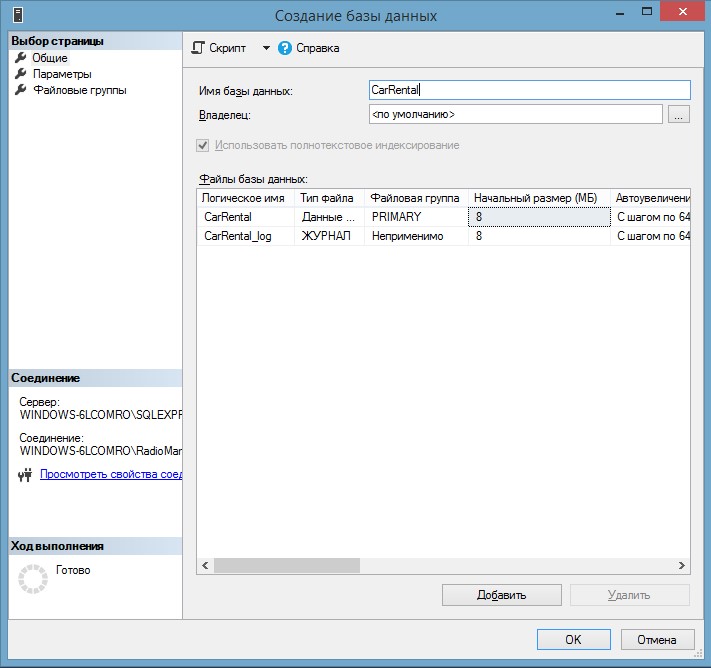 Создание базы данных
Выбор страницы
Общие
Параметры
Файловые группы
Скрипт
Справка
Имя базы данных:
CarRental
Владелец:
<по умолчанию>
...
Использовать полнотекстовое индексирование
Файлы базы данных:
Логическое имя Тип файла Файловая группа Начальный размер (МБ) Автоувеличени
CarRental Данные ... PRIMARY 8 С шагом по 64
CarRental_log ЖУРНАЛ Неприменимо 8 С шагом по 64
Соединение
Сервер:
WINDOWS-6LCOMRO\SQLEXPR
Соединение:
WINDOWS-6LCOMRO\RadioMar
Просмотреть свойства соед
Ход выполнения
Готово
Добавить
Удалить
OK
Отмена